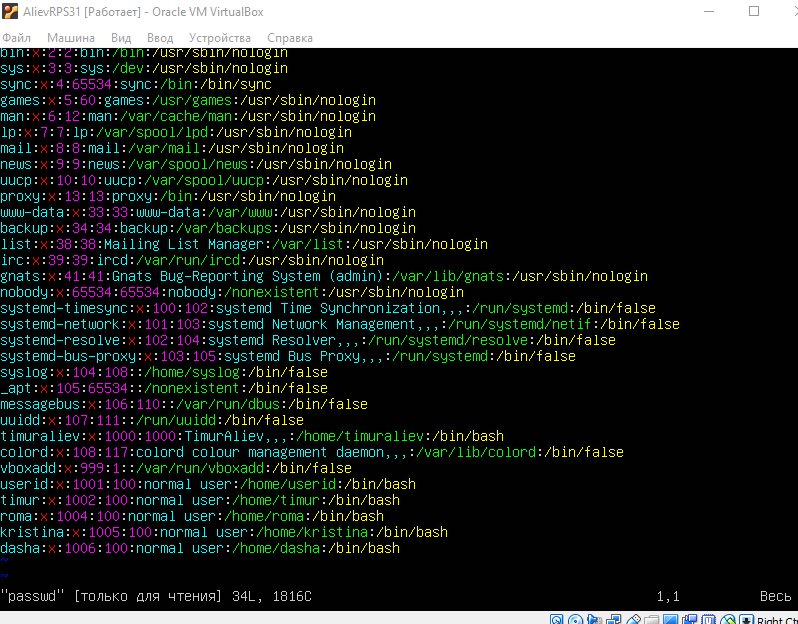 AlievRPS31 [Работает] - Oracle VM VirtualBox
Файл Машина Вид Ввод Устройства Справка
bin:x:2:2:bin:/bin:/usr/sbin/nologin
sys:x:3:3:sys:/dev:/usr/sbin/nologin
sync:x:4:65534:sync:/bin:/bin/sync
games:x:5:60:games:/usr/games:/usr/sbin/nologin
man:x:6:12:man:/var/cache/man:/usr/sbin/nologin
lp:x:7:7:lp:/var/spool/lpd:/usr/sbin/nologin
mail:x:8:8:mail:/var/mail:/usr/sbin/nologin
news:x:9:9:news:/var/spool/news:/usr/sbin/nologin
uucp:x:10:10:uucp:/var/spool/uucp:/usr/sbin/nologin
proxy:x:13:13:proxy:/bin:/usr/sbin/nologin
www-data:x:33:33:www-data:/var/www:/usr/sbin/nologin
backup:x:34:34:backup:/var/backups:/usr/sbin/nologin
list:x:38:38:Mailing List Manager:/var/list:/usr/sbin/nologin
irc:x:39:39:ircd:/var/run/ircd:/usr/sbin/nologin
gnats:x:41:41:Gnats Bug-Reporting System (admin):/var/lib/gnats:/usr/sbin/nologin
nobody:x:65534:65534:nobody:/nonexistent:/usr/sbin/nologin
systemd-timesync:x:100:102:systemd Time Synchronization,,,:/run/systemd:/bin/false
systemd-network:x:101:103:systemd Network Management,,,:/run/systemd/netif:/bin/false
systemd-resolve:x:102:104:systemd Resolver,,,:/run/systemd/resolve:/bin/false
systemd-bus-proxy:x:103:105:systemd Bus Proxy,,,:/run/systemd:/bin/false
syslog:x:104:108::/home/syslog:/bin/false
_apt:x:105:65534::/nonexistent:/bin/false
messagebus:x:106:110::/var/run/dbus:/bin/false
uuidd:x:107:111::/run/uuidd:/bin/false
timuraliev:x:1000:1000:TimurAliev,,,:/home/timuraliev:/bin/bash
colord:x:108:117:colord colour management daemon,,,:/var/lib/colord:/bin/false
vboxadd:x:999:1::/var/run/vboxadd:/bin/false
userid:x:1001:100:normal user:/home/userid:/bin/bash
timur:x:1002:100:normal user:/home/timur:/bin/bash
roma:x:1004:100:normal user:/home/roma:/bin/bash
kristina:x:1005:100:normal user:/home/kristina:/bin/bash
dasha:x:1006:100:normal user:/home/dasha:/bin/bash
~
~
"passwd" [только для чтения] 34L, 1816C 1,1 Весь
Right Ct